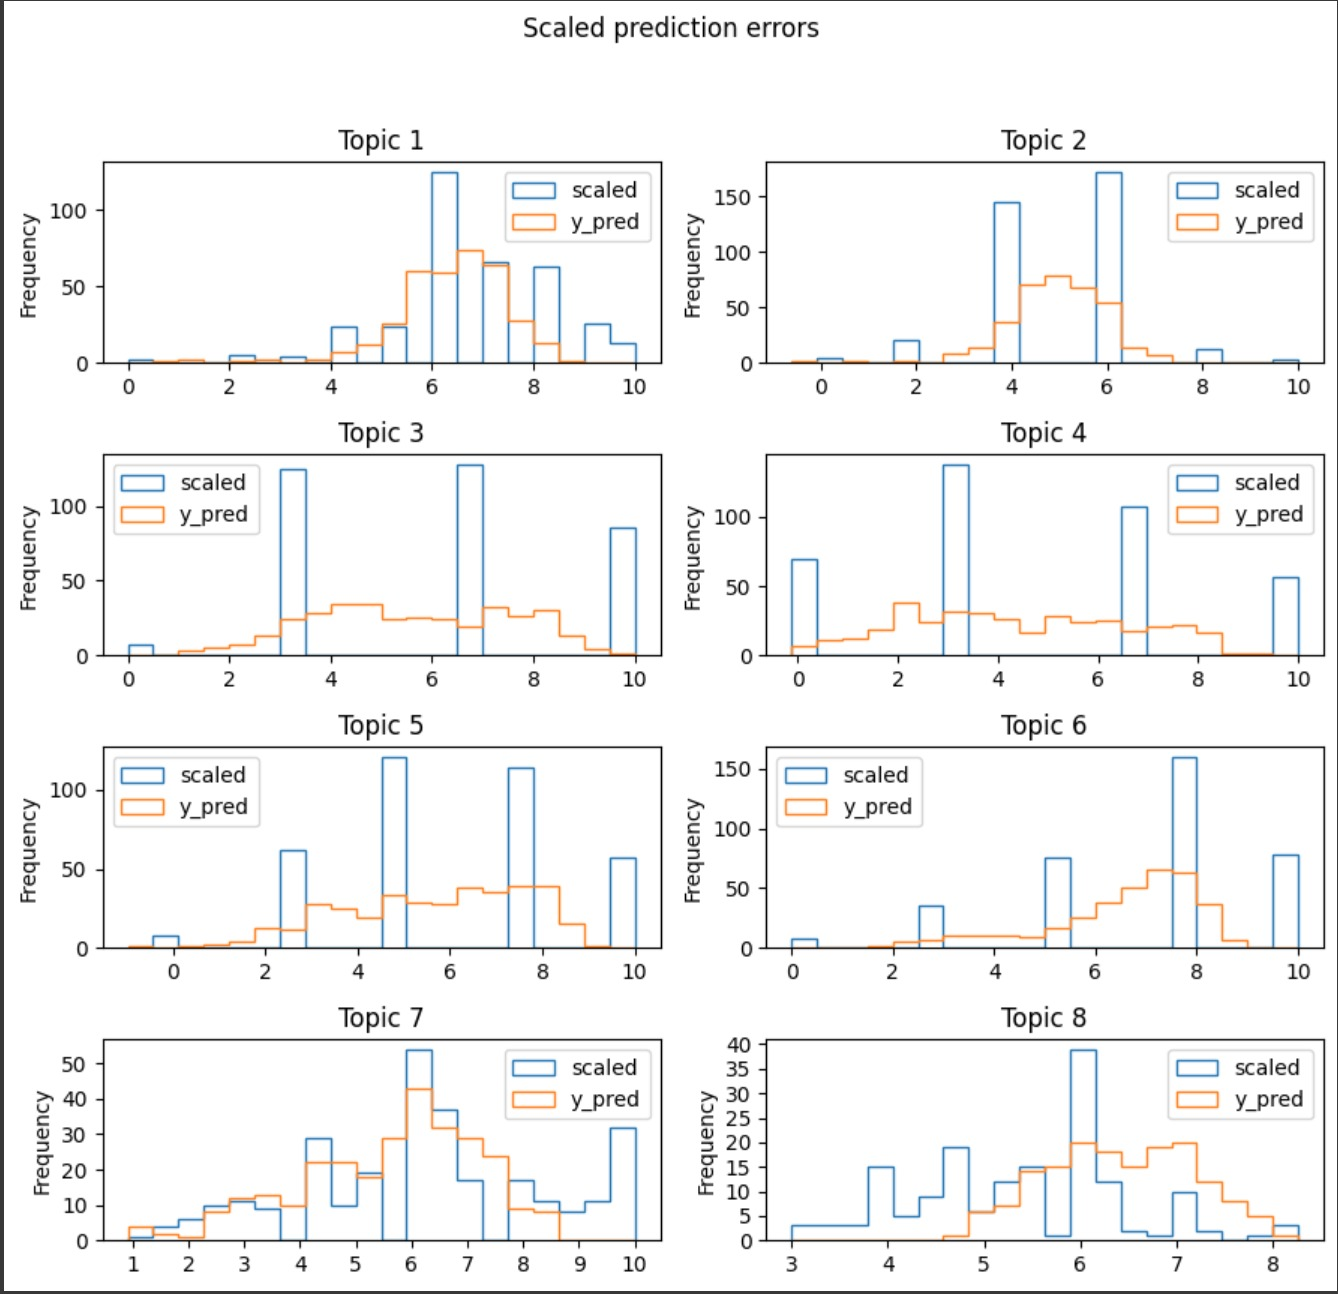 Scaled prediction errors
Topic 1
Frequency
100
50
0
scaled
y_pred
0 2 4 6 8 10
Topic 2
Frequency
150
100
50
0
scaled
y_pred
0 2 4 6 8 10
Topic 3
Frequency
100
50
0
scaled
y_pred
0 2 4 6 8 10
Topic 4
Frequency
100
50
0
scaled
y_pred
0 2 4 6 8 10
Topic 5
Frequency
100
50
0
scaled
y_pred
0 2 4 6 8 10
Topic 6
Frequency
150
100
50
0
scaled
y_pred
0 2 4 6 8 10
Topic 7
Frequency
50
40
30
20
10
0
scaled
y_pred
1 2 3 4 5 6 7 8 9 10
Topic 8
Frequency
40
35
30
25
20
15
10
5
0
scaled
y_pred
3 4 5 6 7 8